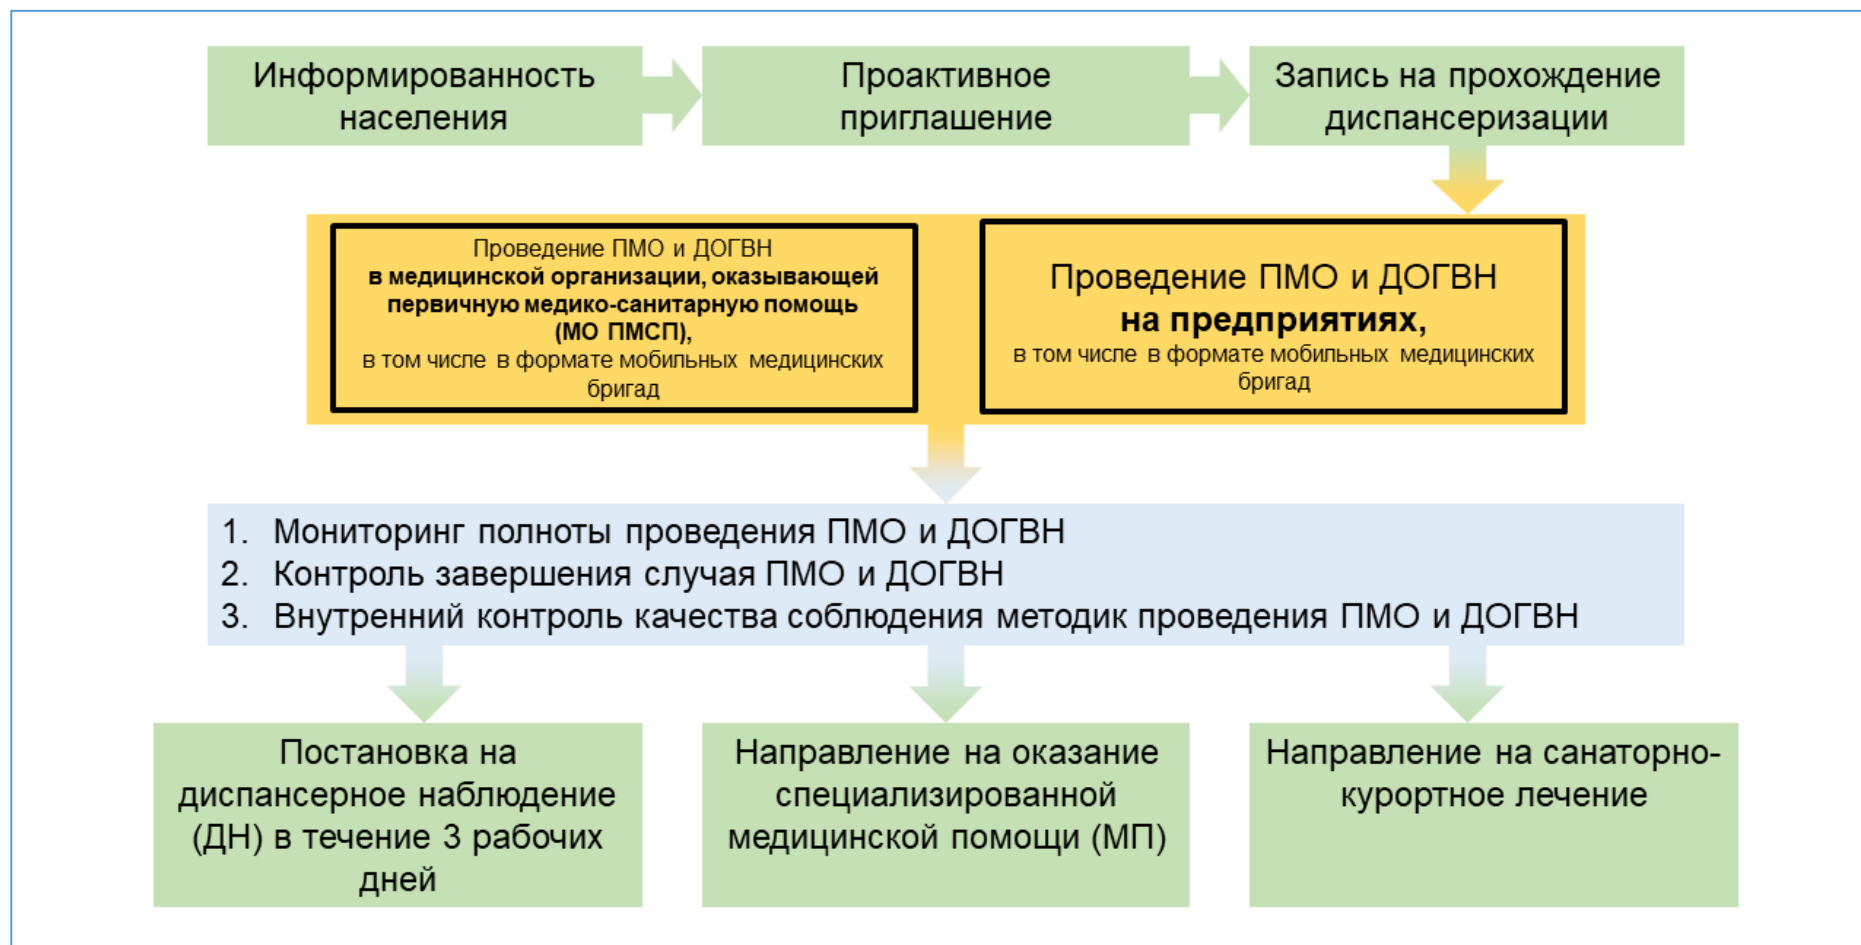 Информированность
населения
Проактивное
приглашение
Запись на прохождение
диспансеризации
Проведение ПМО и ДОГВН
в медицинской организации, оказывающей
первичную медико-санитарную помощь
(МО ПМСП),
в том числе в формате мобильных медицинских
бригад
Проведение ПМО и ДОГВН
на предприятиях,
в том числе в формате мобильных медицинских
бригад
1. Мониторинг полноты проведения ПМО и ДОГВН
2. Контроль завершения случая ПМО и ДОГВН
3. Внутренний контроль качества соблюдения методик проведения ПМО и ДОГВН
Постановка на
диспансерное наблюдение
(ДН) в течение 3 рабочих
дней
Направление на оказание
специализированной
медицинской помощи (МП)
Направление на санаторно-
курортное лечение